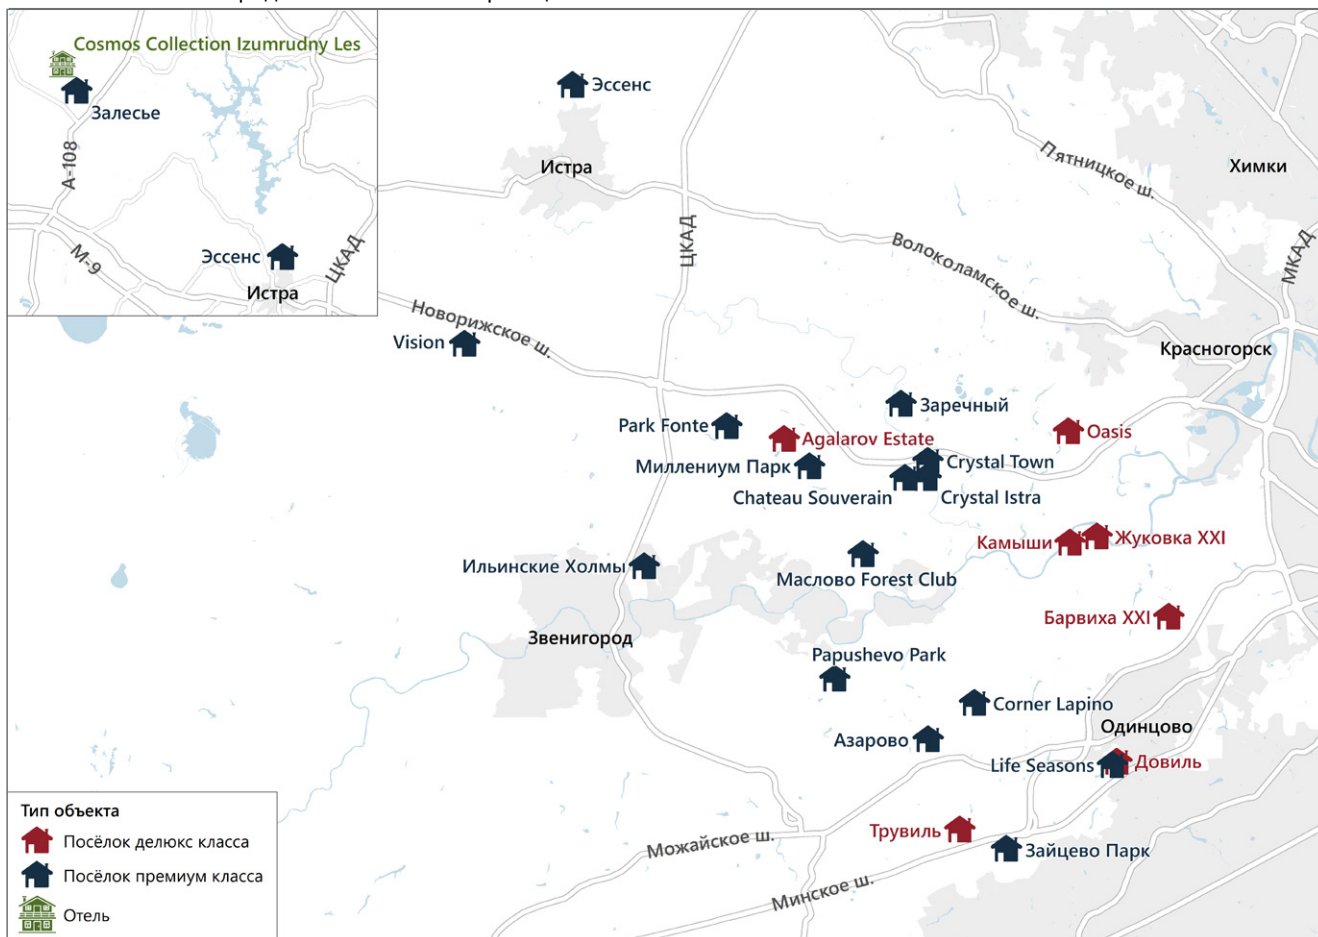 Cosmos Collection Izumrudny Les
Залесье
А-108
М-9
Эссенс
Истра
ЦКАД
Эссенс
Истра
ЦКАД
Пятницкое ш.
Химки
МКАД
Волоколамское ш.
Новорижское ш.
Vision
Красногорск
Заречный
Park Fonte
Agalarov Estate
Oasis
Миллениум Парк
Crystal Town
Chateau Souverain
Crystal Istra
Камыши
Жуковка XXI
Ильинские Холмы
Маслово Forest Club
Барвиха XXI
Звенигород
Papushevo Park
Corner Lapino
Одинцово
Азарово
Life Seasons
Довиль
Трувиль
Можайское ш.
Зайцево Парк
Минское ш.
Тип объекта
Посёлок делюкс класса
Посёлок премиум класса
Отель